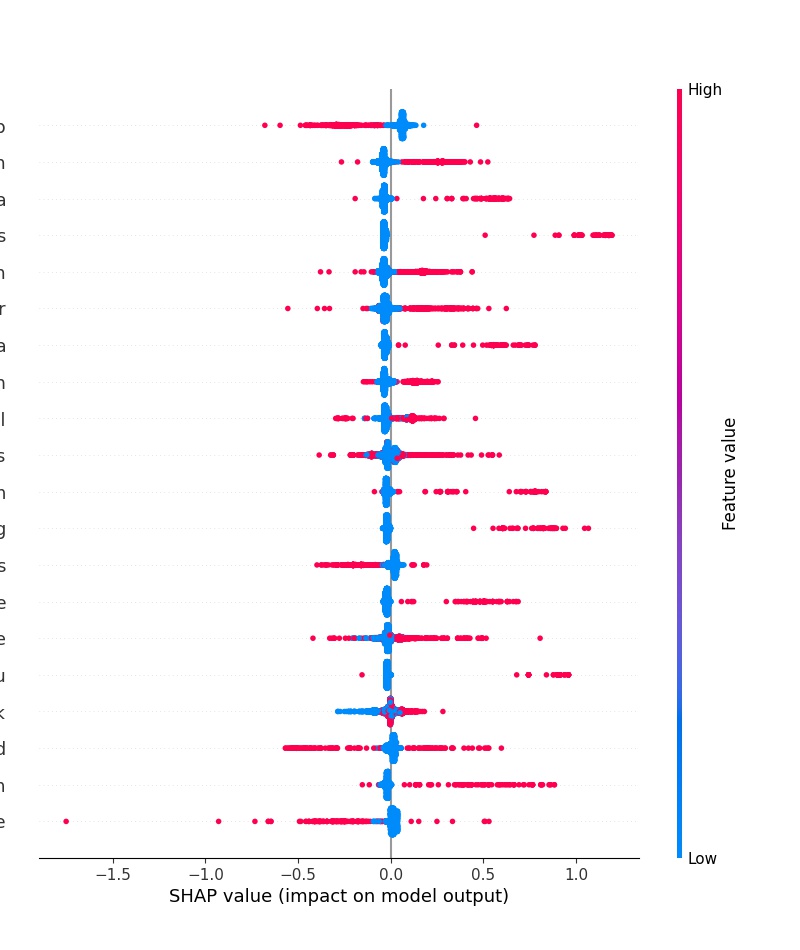 High
p
n
a
s
n
r
a
n
l
s
n
g
s
e
e
u
k
d
n
e
Feature value
Low
−1.5 −1.0 −0.5 0.0 0.5 1.0
SHAP value (impact on model output)